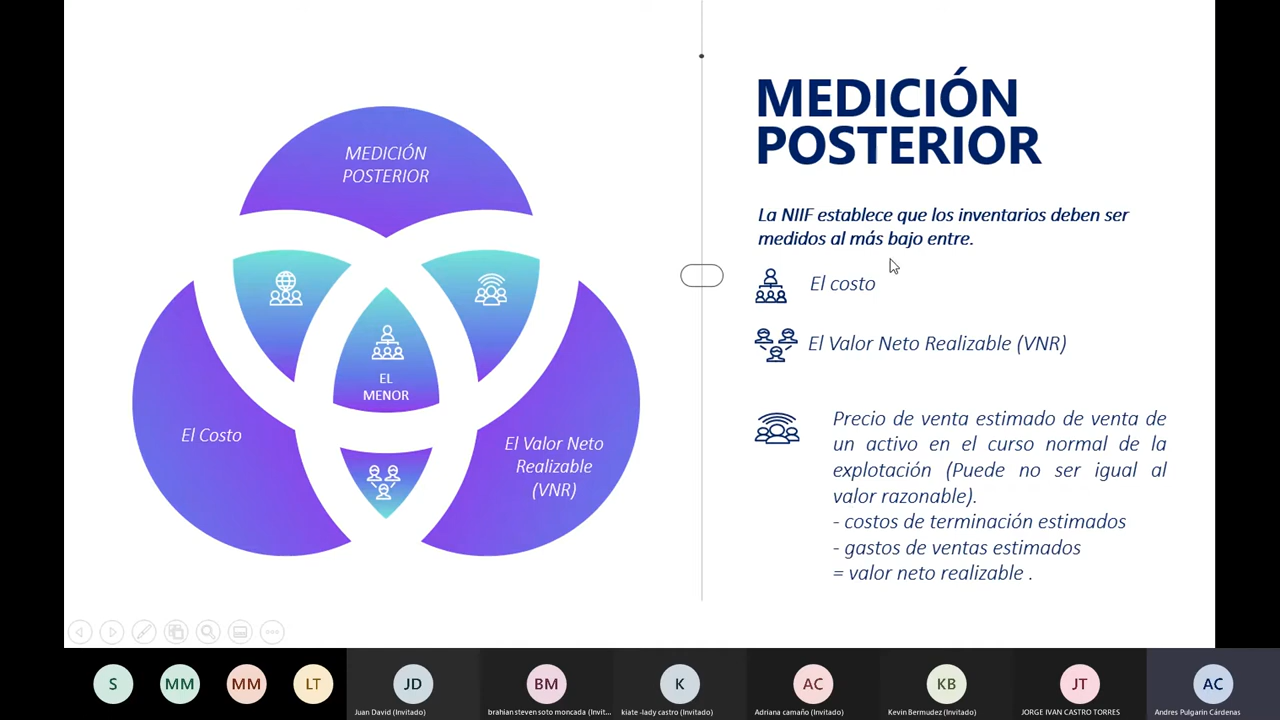 MEDICIÓN
POSTERIOR
EL
MENOR
El Costo
El Valor Neto
Realizable
(VNR)
MEDICIÓN
POSTERIOR
La NIIF establece que los inventarios deben ser
medidos al más bajo entre.
El costo
El Valor Neto Realizable (VNR)
Precio de venta estimado de venta de
un activo en el curso normal de la
explotación (Puede no ser igual al
valor razonable).
- costos de terminación estimados
- gastos de ventas estimados
= valor neto realizable .
S
MM
MM
LT
JD
Juan David (Invitado)
BM
brahian steven soto moncada (Invit...
K
kiate -lady castro (Invitado)
AC
Adriana camaño (Invitado)
KB
Kevin Bermudez (Invitado)
JT
JORGE IVAN CASTRO TORRES
AC
Andres Pulgarin Cárdenas